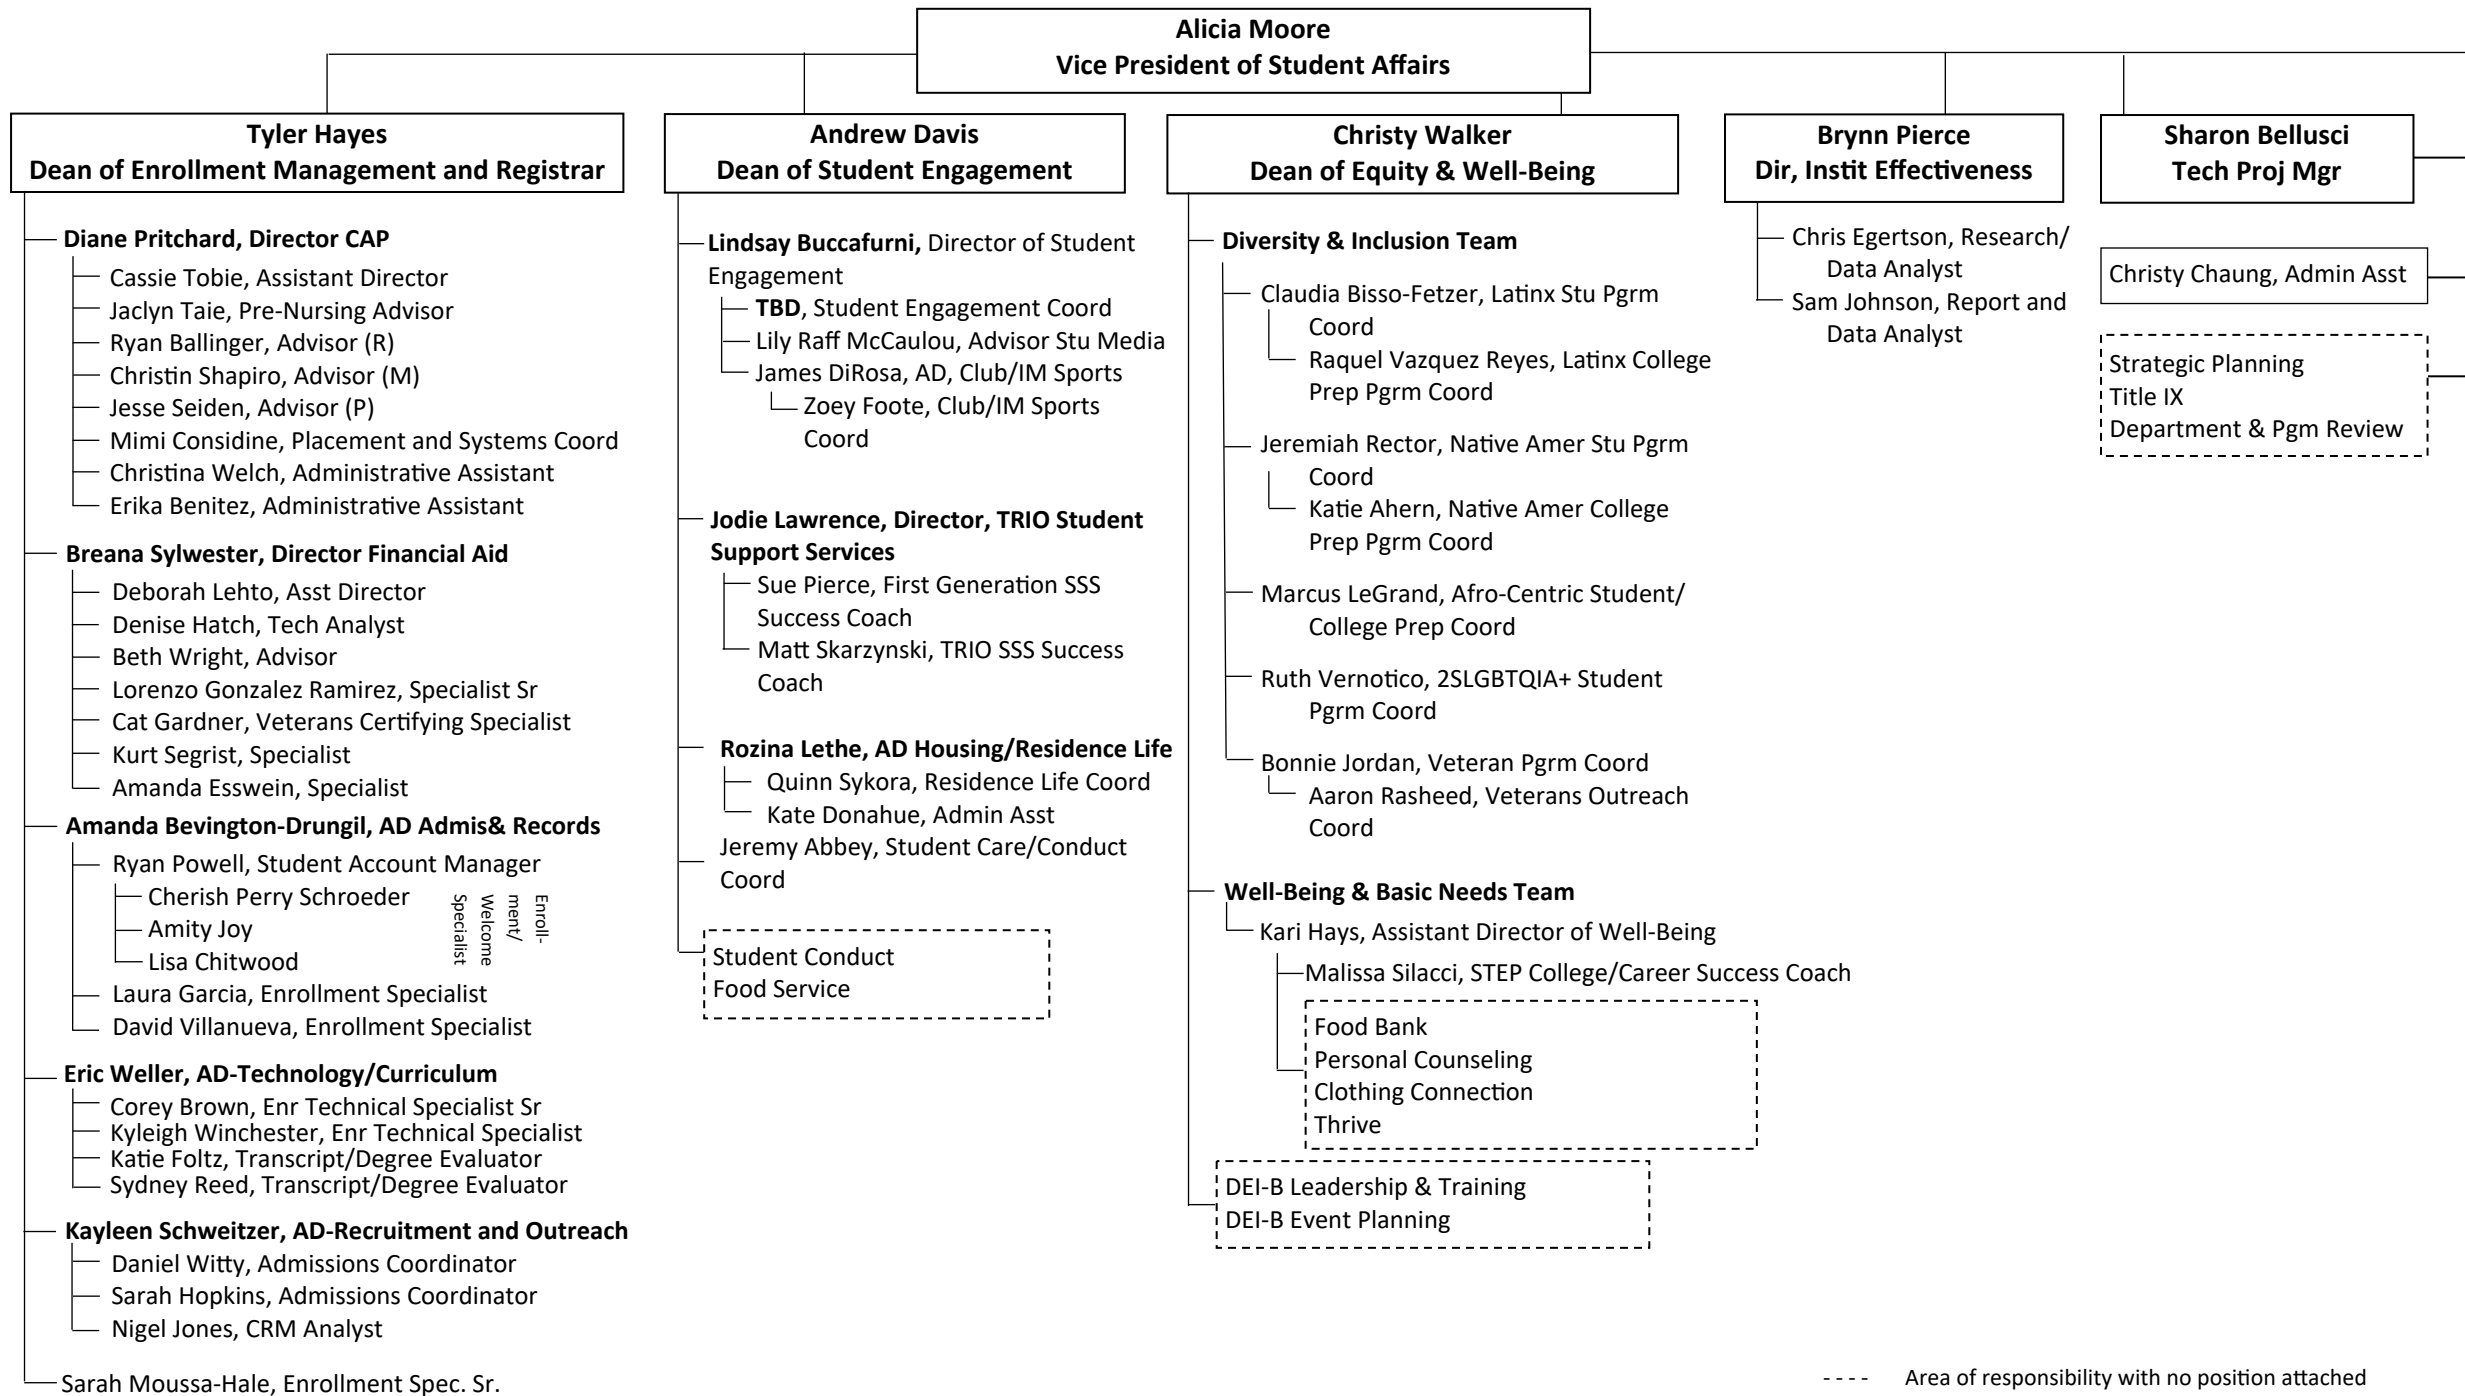 Alicia Moore
Vice President of Student Affairs
Tyler Hayes
Dean of Enrollment Management and Registrar
Diane Pritchard, Director CAP
Cassie Tobie, Assistant Director
Jaclyn Taie, Pre-Nursing Advisor
Ryan Ballinger, Advisor (R)
Christin Shapiro, Advisor (M)
Jesse Seiden, Advisor (P)
Mimi Considine, Placement and Systems Coord
Christina Welch, Administrative Assistant
Erika Benitez, Administrative Assistant
Breana Sylwester, Director Financial Aid
Deborah Lehto, Asst Director
Denise Hatch, Tech Analyst
Beth Wright, Advisor
Lorenzo Gonzalez Ramirez, Specialist Sr
Cat Gardner, Veterans Certifying Specialist
Kurt Segrist, Specialist
Amanda Esswein, Specialist
Amanda Bevington-Drungil, AD Admis& Records
Ryan Powell, Student Account Manager
Cherish Perry Schroeder
Amity Joy
Lisa Chitwood
Enroll-
ment/
Welcome
Specialist
Laura Garcia, Enrollment Specialist
David Villanueva, Enrollment Specialist
Eric Weller, AD-Technology/Curriculum
Corey Brown, Enr Technical Specialist Sr
Kyleigh Winchester, Enr Technical Specialist
Katie Foltz, Transcript/Degree Evaluator
Sydney Reed, Transcript/Degree Evaluator
Kayleen Schweitzer, AD-Recruitment and Outreach
Daniel Witty, Admissions Coordinator
Sarah Hopkins, Admissions Coordinator
Nigel Jones, CRM Analyst
Sarah Moussa-Hale, Enrollment Spec. Sr.
Andrew Davis
Dean of Student Engagement
Lindsay Buccafurni, Director of Student
Engagement
TBD, Student Engagement Coord
Lily Raff McCaulou, Advisor Stu Media
James DiRosa, AD, Club/IM Sports
Zoey Foote, Club/IM Sports
Coord
Jodie Lawrence, Director, TRIO Student
Support Services
Sue Pierce, First Generation SSS
Success Coach
Matt Skarzynski, TRIO SSS Success
Coach
Rozina Lethe, AD Housing/Residence Life
Quinn Sykora, Residence Life Coord
Kate Donahue, Admin Asst
Jeremy Abbey, Student Care/Conduct
Coord
Student Conduct
Food Service
Christy Walker
Dean of Equity & Well-Being
Diversity & Inclusion Team
Claudia Bisso-Fetzer, Latinx Stu Pgrm
Coord
Raquel Vazquez Reyes, Latinx College
Prep Pgrm Coord
Jeremiah Rector, Native Amer Stu Pgrm
Coord
Katie Ahern, Native Amer College
Prep Pgrm Coord
Marcus LeGrand, Afro-Centric Student/
College Prep Coord
Ruth Vernotico, 2SLGBTQIA+ Student
Pgrm Coord
Bonnie Jordan, Veteran Pgrm Coord
Aaron Rasheed, Veterans Outreach
Coord
Well-Being & Basic Needs Team
Kari Hays, Assistant Director of Well-Being
Malissa Silacci, STEP College/Career Success Coach
Food Bank
Personal Counseling
Clothing Connection
Thrive
DEI-B Leadership & Training
DEI-B Event Planning
Brynn Pierce
Dir, Instit Effectiveness
Chris Egertson, Research/
Data Analyst
Sam Johnson, Report and
Data Analyst
Sharon Bellusci
Tech Proj Mgr
Christy Chaung, Admin Asst
Strategic Planning
Title IX
Department & Pgm Review
---- Area of responsibility with no position attached